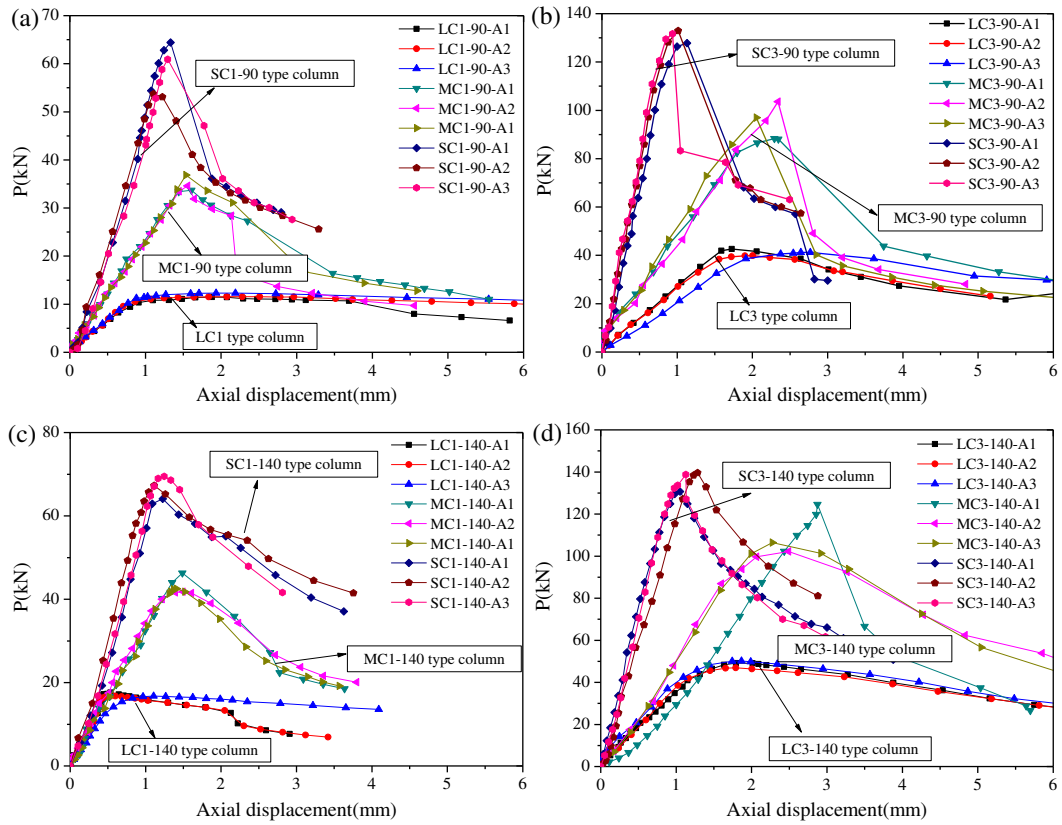 (a)
70
60
50
40
30
20
10
0
P(kN)
0 1 2 3 4 5 6
Axial displacement(mm)
LC1-90-A1
LC1-90-A2
LC1-90-A3
MC1-90-A1
MC1-90-A2
MC1-90-A1
SC1-90-A1
SC1-90-A2
SC1-90-A3
SC1-90 type column
MC1-90 type column
LC1 type column
(b)
140
120
100
80
60
40
20
0
P(kN)
0 1 2 3 4 5 6
Axial displacement(mm)
LC3-90-A1
LC3-90-A2
LC3-90-A3
MC3-90-A1
MC3-90-A2
MC3-90-A3
SC3-90-A1
SC3-90-A2
SC3-90-A3
SC3-90 type column
MC3-90 type column
LC3 type column
(c)
80
60
40
20
0
P(kN)
0 1 2 3 4 5 6
Axial displacement(mm)
LC1-140-A1
LC1-140-A2
LC1-140-A3
MC1-140-A1
MC1-140-A2
MC1-140-A1
SC1-140-A1
SC1-140-A2
SC1-140-A3
SC1-140 type column
MC1-140 type column
LC1-140 type column
(d)
160
140
120
100
80
60
40
20
0
P(kN)
0 1 2 3 4 5 6
Axial displacement(mm)
LC3-140-A1
LC3-140-A2
LC3-140-A3
MC3-140-A1
MC3-140-A2
MC3-140-A3
SC3-140-A1
SC3-140-A2
SC3-140-A3
SC3-140 type column
MC3-140 type column
LC3-140 type column